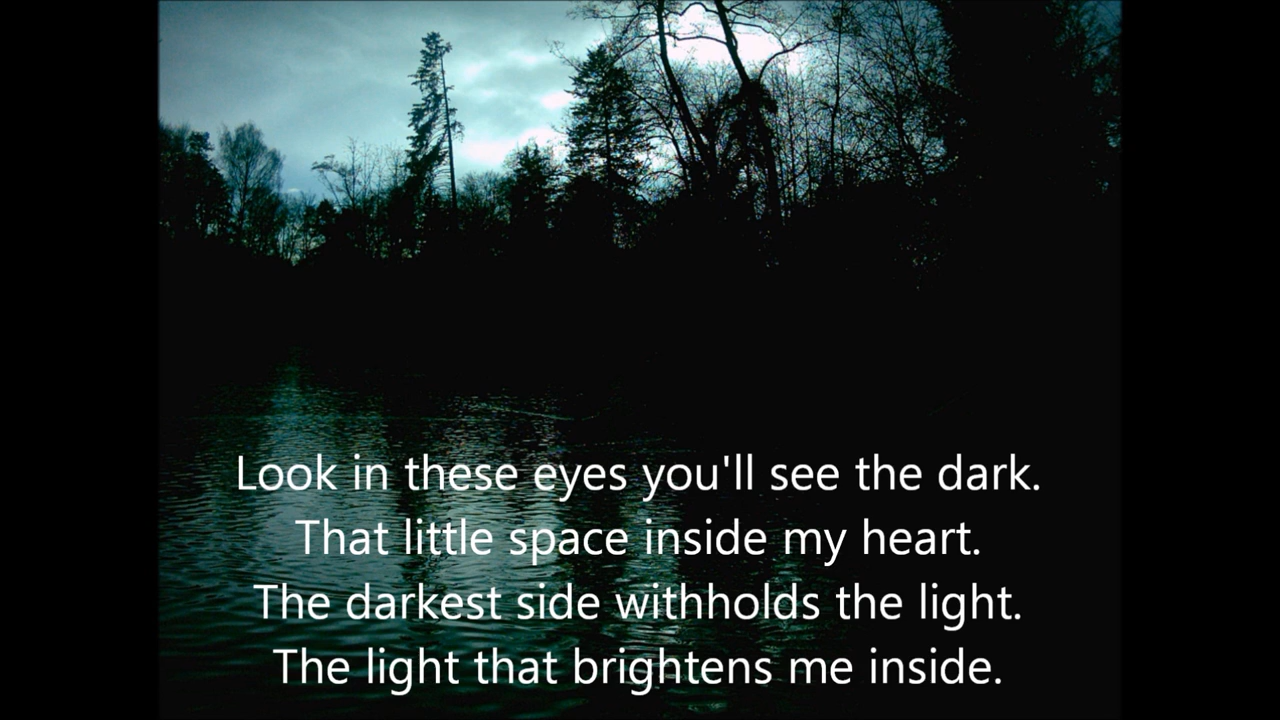 Look in these eyes you'll see the dark.
That little space inside my heart.
The darkest side withholds the light.
The light that brightens me inside.